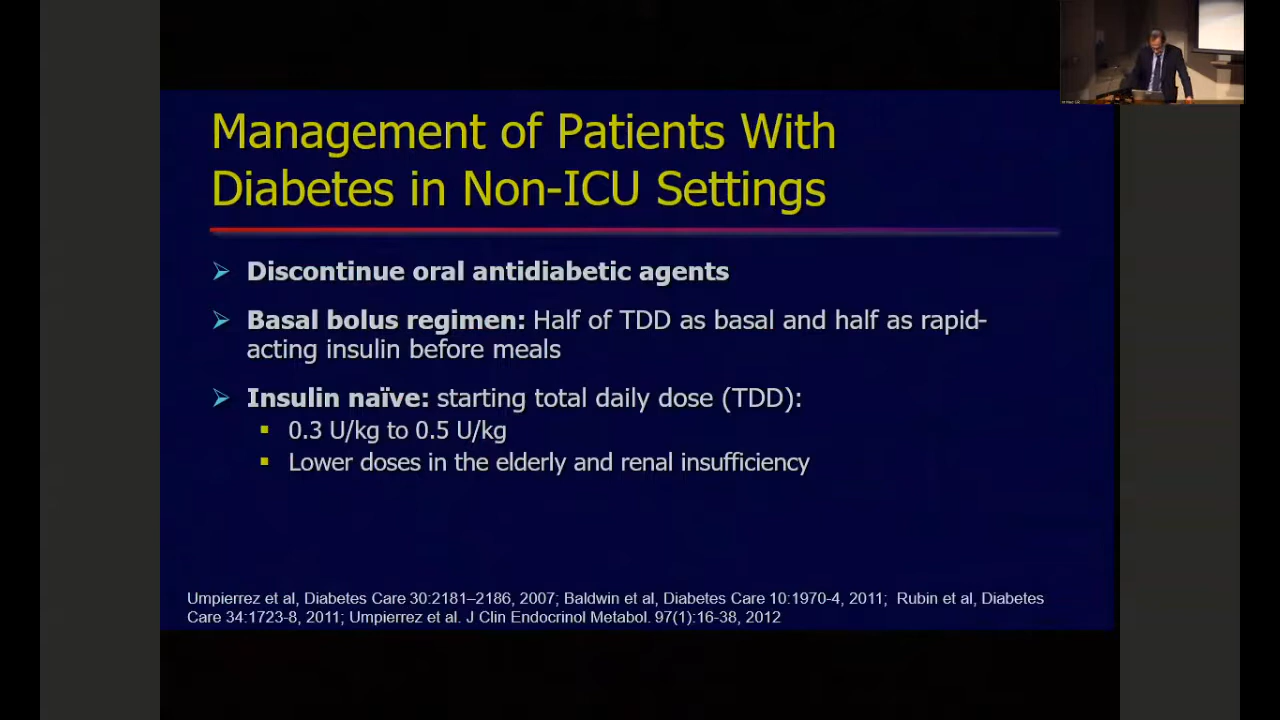 Management of Patients With
Diabetes in Non-ICU Settings
➢ Discontinue oral antidiabetic agents
➢ Basal bolus regimen: Half of TDD as basal and half as rapid-
acting insulin before meals
➢ Insulin naïve: starting total daily dose (TDD):
▪ 0.3 U/kg to 0.5 U/kg
▪ Lower doses in the elderly and renal insufficiency
Umpierrez et al, Diabetes Care 30:2181–2186, 2007; Baldwin et al, Diabetes Care 10:1970-4, 2011; Rubin et al, Diabetes
Care 34:1723-8, 2011; Umpierrez et al. J Clin Endocrinol Metabol. 97(1):16-38, 2012